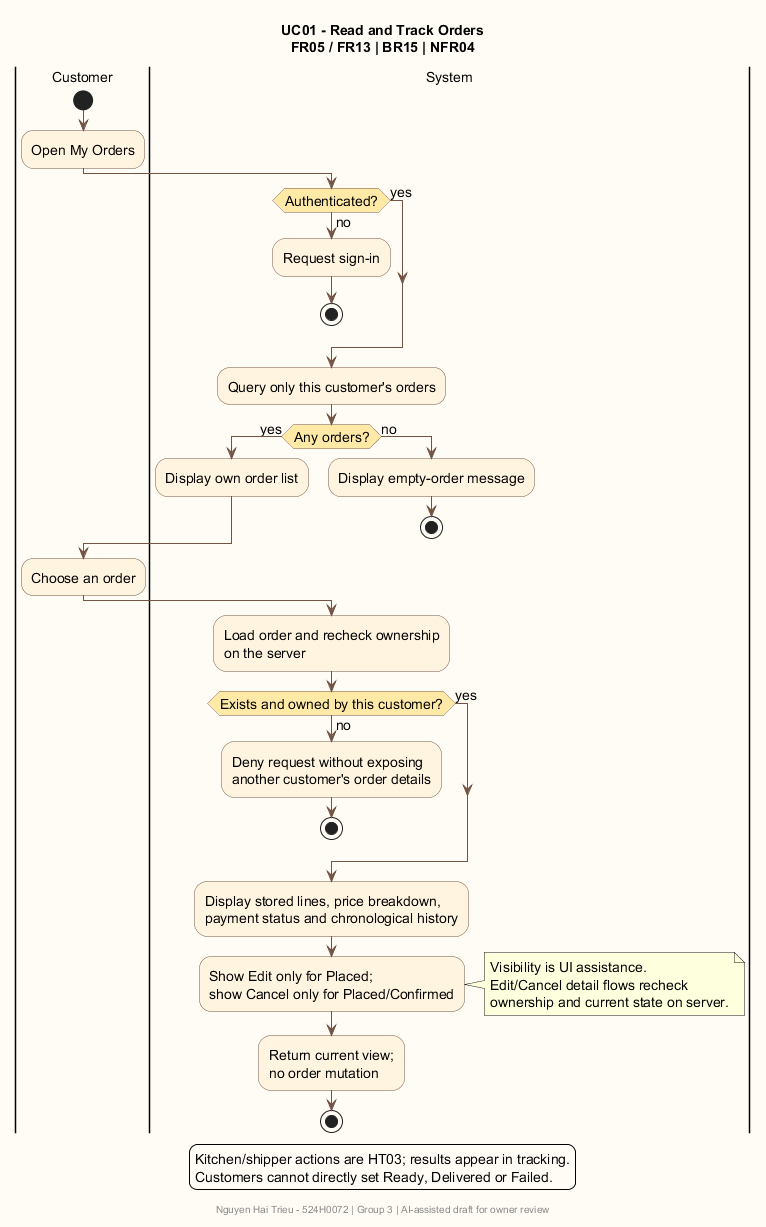 UC01 - Read and Track Orders
FR05 / FR13 | BR15 | NFR04
Customer
System
Open My Orders
Authenticated?
yes
no
Request sign-in
Query only this customer's orders
yes
Any orders?
no
Display own order list
Display empty-order message
Choose an order
Load order and recheck ownership
on the server
Exists and owned by this customer?
yes
no
Deny request without exposing
another customer's order details
Display stored lines, price breakdown,
payment status and chronological history
Show Edit only for Placed;
show Cancel only for Placed/Confirmed
Visibility is UI assistance.
Edit/Cancel detail flows recheck
ownership and current state on server.
Return current view;
no order mutation
Kitchen/shipper actions are HT03; results appear in tracking.
Customers cannot directly set Ready, Delivered or Failed.
Nguyen Hai Trieu - 524H0072 | Group 3 | AI-assisted draft for owner review